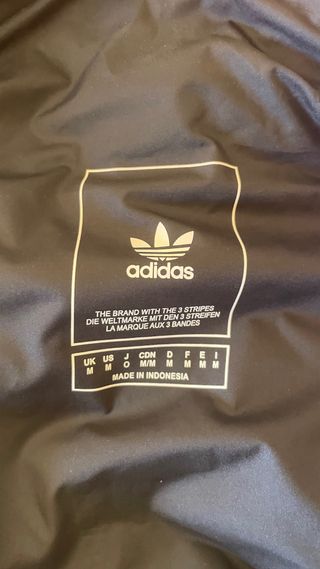 adidas
THE BRAND WITH THE 3 STRIPES
DIE WELTMARKE MIT DEN 3 STREIFEN
LA MARQUE AUX 3 BANDES
UK US J CDN D F E I
M M O M/M M M M M
MADE IN INDONESIA